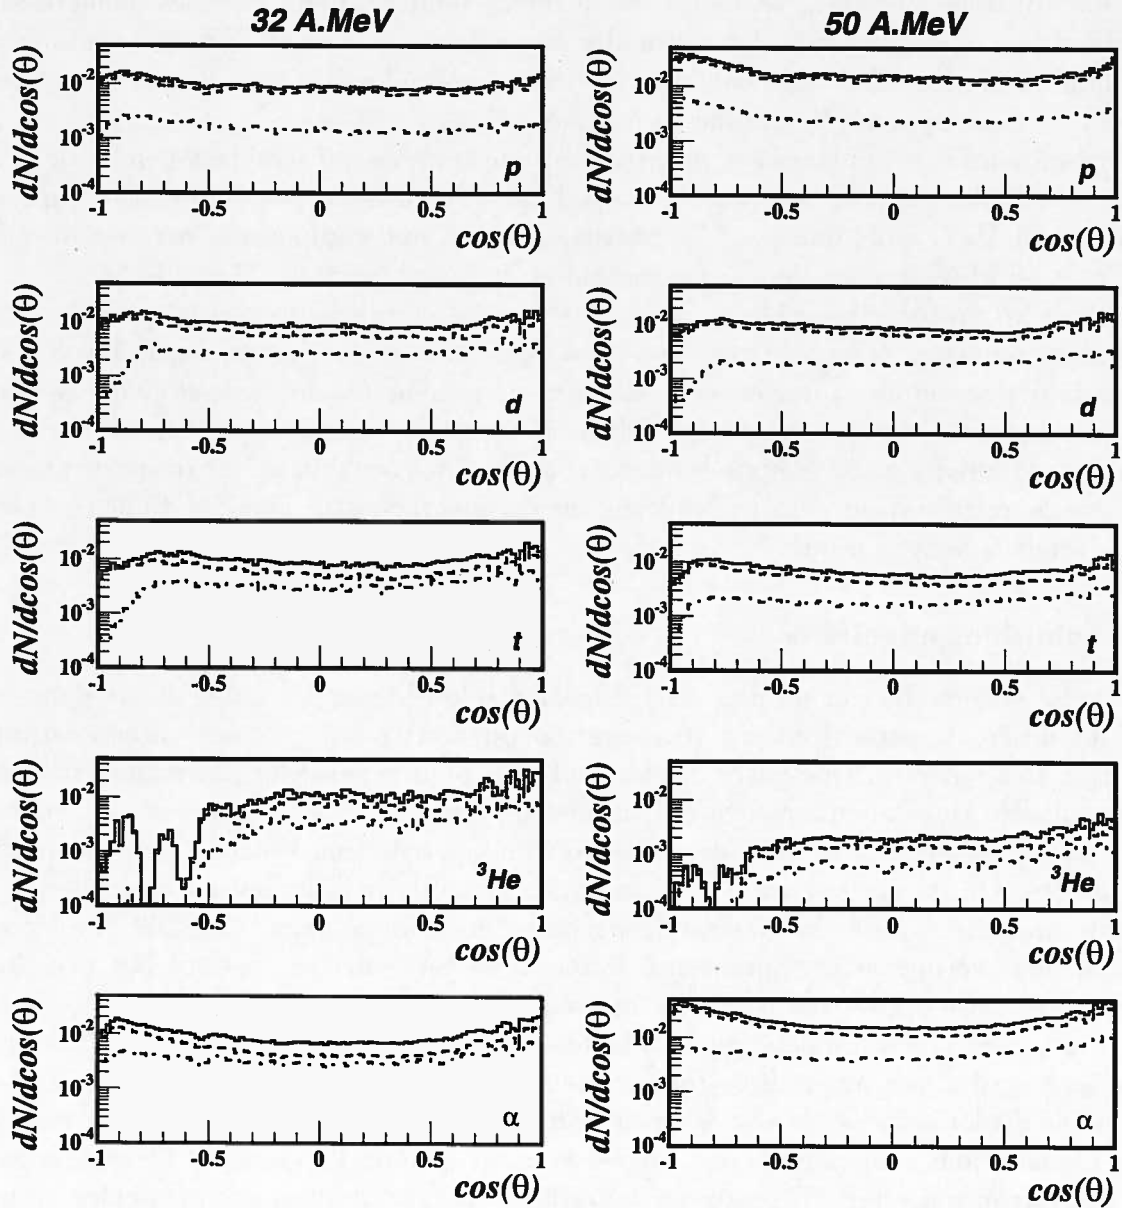 32 A.MeV 50 A.MeV
dN/dcos(θ) 10⁻² 10⁻³ 10⁻⁴ p
-1 -0.5 0 0.5 1
cos(θ)
dN/dcos(θ) 10⁻² 10⁻³ 10⁻⁴ p
-1 -0.5 0 0.5 1
cos(θ)
dN/dcos(θ) 10⁻² 10⁻³ 10⁻⁴ d
-1 -0.5 0 0.5 1
cos(θ)
dN/dcos(θ) 10⁻² 10⁻³ 10⁻⁴ d
-1 -0.5 0 0.5 1
cos(θ)
dN/dcos(θ) 10⁻² 10⁻³ 10⁻⁴ t
-1 -0.5 0 0.5 1
cos(θ)
dN/dcos(θ) 10⁻² 10⁻³ 10⁻⁴ t
-1 -0.5 0 0.5 1
cos(θ)
dN/dcos(θ) 10⁻² 10⁻³ 10⁻⁴ ³He
-1 -0.5 0 0.5 1
cos(θ)
dN/dcos(θ) 10⁻² 10⁻³ 10⁻⁴ ³He
-1 -0.5 0 0.5 1
cos(θ)
dN/dcos(θ) 10⁻² 10⁻³ 10⁻⁴ α
-1 -0.5 0 0.5 1
cos(θ)
dN/dcos(θ) 10⁻² 10⁻³ 10⁻⁴ α
-1 -0.5 0 0.5 1
cos(θ)